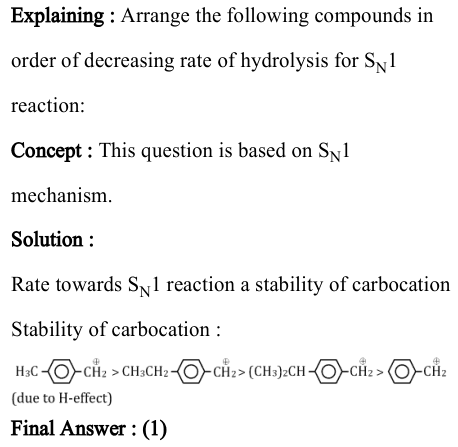 Explaining : Arrange the following compounds in
order of decreasing rate of hydrolysis for SN1
reaction:
Concept : This question is based on SN1
mechanism.
Solution :
Rate towards SN1 reaction a stability of carbocation
Stability of carbocation :
H3C- -CH2 > CH3CH2- -CH2 > (CH3)2CH- -CH2 > -CH2
⊕ ⊕ ⊕ ⊕
(due to H-effect)
Final Answer : (1)